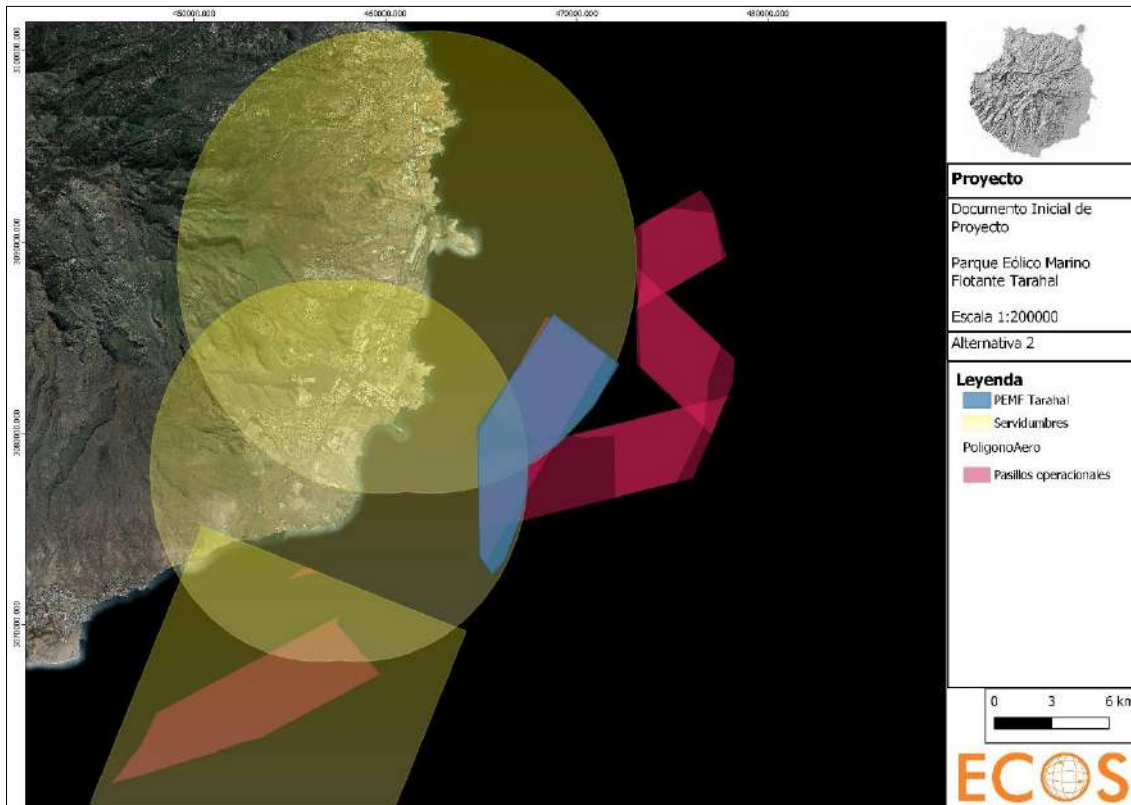 450000.000 460000.000 470000.000 480000.000
3100000.000
3090000.000
3080000.000
3070000.000
Proyecto
Documento Inicial de
Proyecto
Parque Eólico Marino
Flotante Tarahal
Escala 1:200000
Alternativa 2
Leyenda
PEMF Tarahal
Servidumbres
PoligonoAero
Pasillos operacionales
0 3 6 km
ECOS